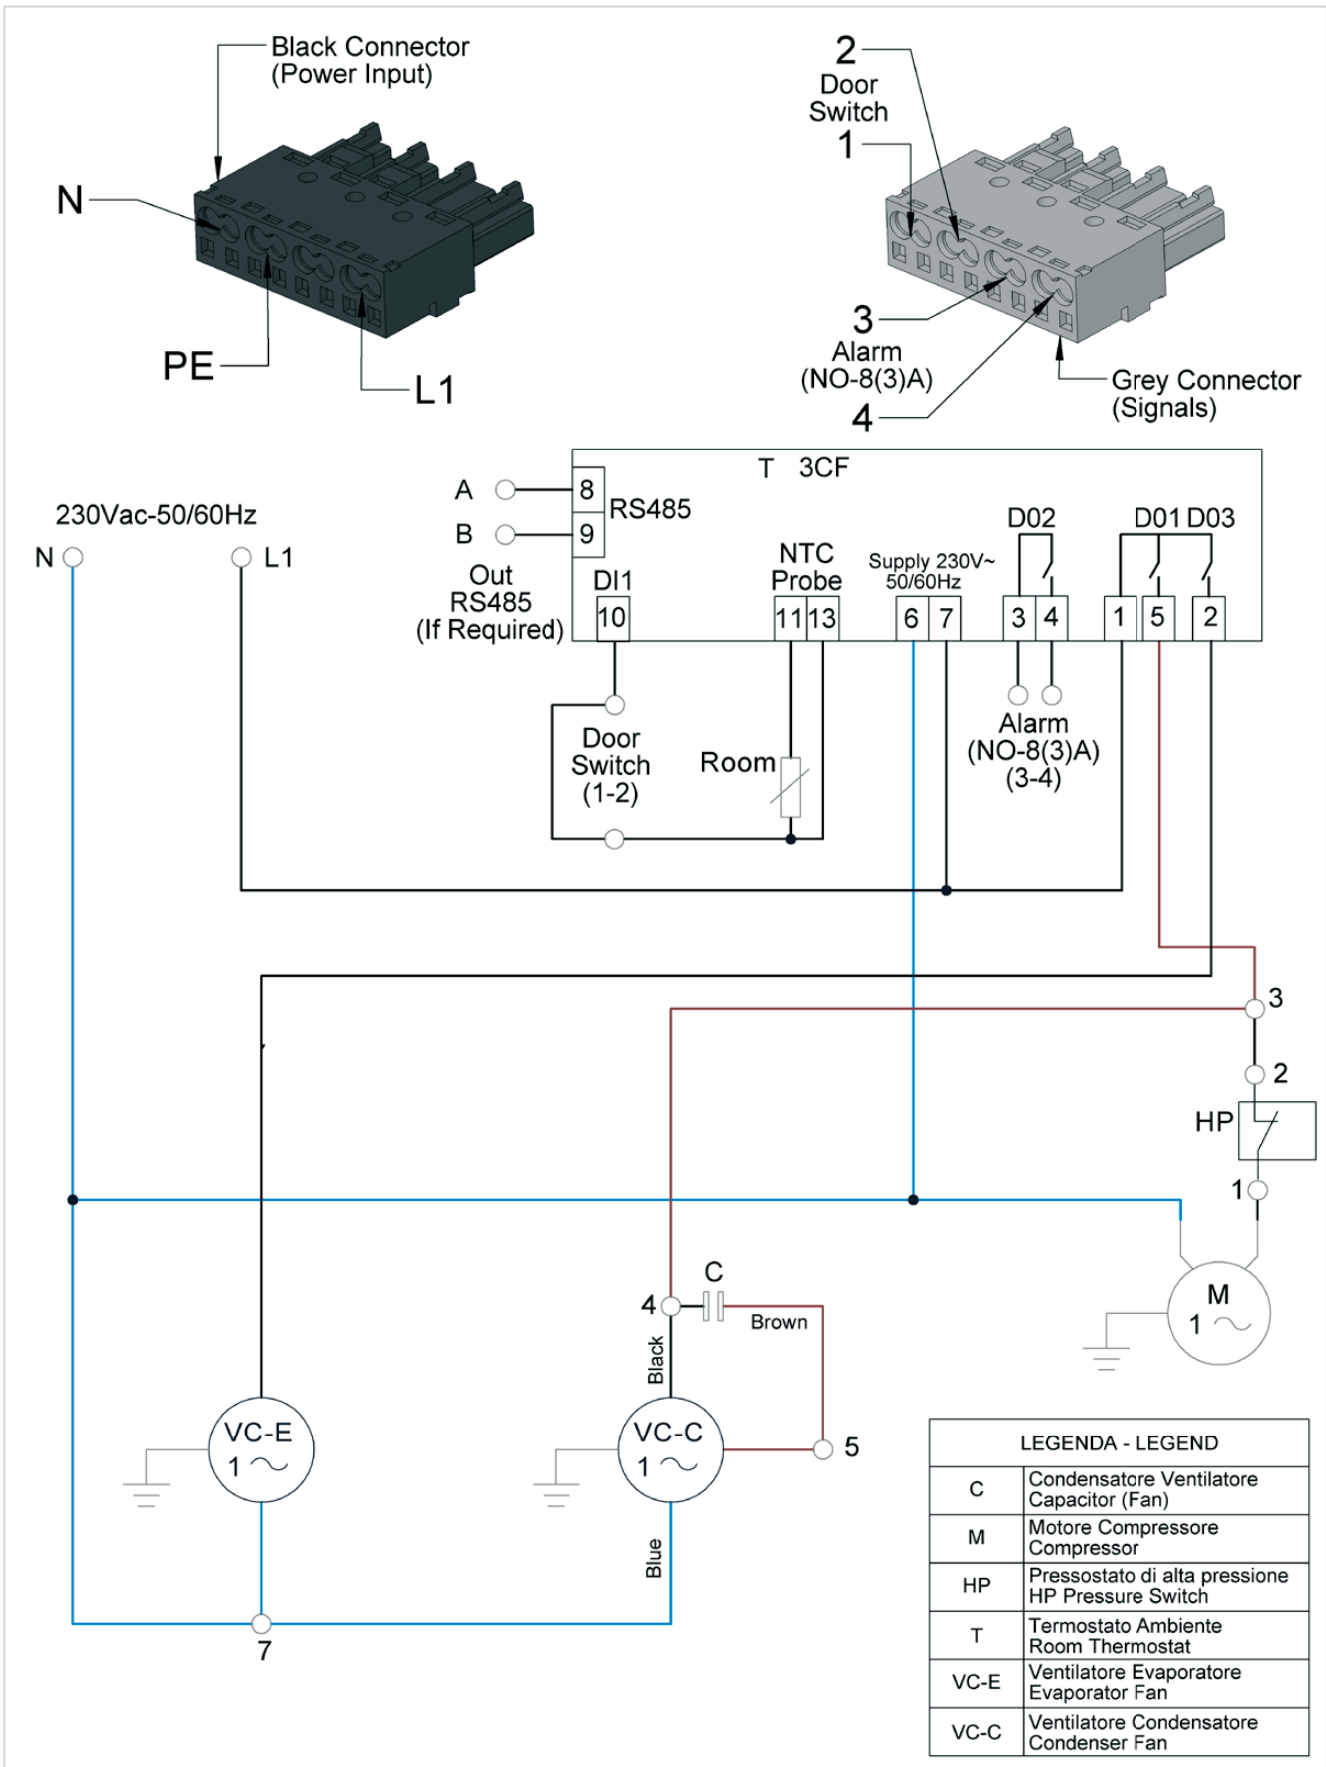 Black Connector
(Power Input)
N
PE
L1
2
Door
Switch
1
3
Alarm
(NO-8(3)A)
4
Grey Connector
(Signals)
230Vac-50/60Hz
N
L1
T 3CF
A
8
RS485
B
9
Out
RS485
(If Required)
DI1
10
NTC
Probe
11 13
Supply 230V~
50/60Hz
6 7
D02
3 4
D01 D03
1 5 2
Door
Switch
(1-2)
Room
Alarm
(NO-8(3)A)
(3-4)
3
2
HP
1
M
1
4
C
Brown
Black
VC-E
1
VC-C
1
5
Blue
7
LEGENDA - LEGEND
C
Condensatore Ventilatore
Capacitor (Fan)
M
Motore Compressore
Compressor
HP
Pressostato di alta pressione
HP Pressure Switch
T
Termostato Ambiente
Room Thermostat
VC-E
Ventilatore Evaporatore
Evaporator Fan
VC-C
Ventilatore Condensatore
Condenser Fan